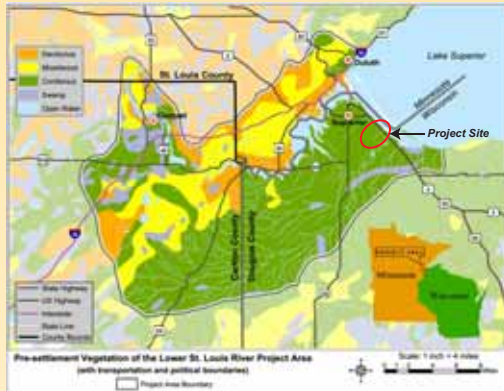 Hardwood
Mixedwood
Coniferous
Swamp
Open Water
St. Louis County
Duluth
Lake Superior
Minnesota
Wisconsin
Superior
Project Site
Carlton County
Douglas County
Minnesota
Wisconsin
State Highway
US Highway
Interstate
State Line
County Bounds
Pre-settlement Vegetation of the Lower St. Louis River Project Area
(with transportation and political boundaries)
Project Area Boundary
Scale: 1 inch = 4 miles